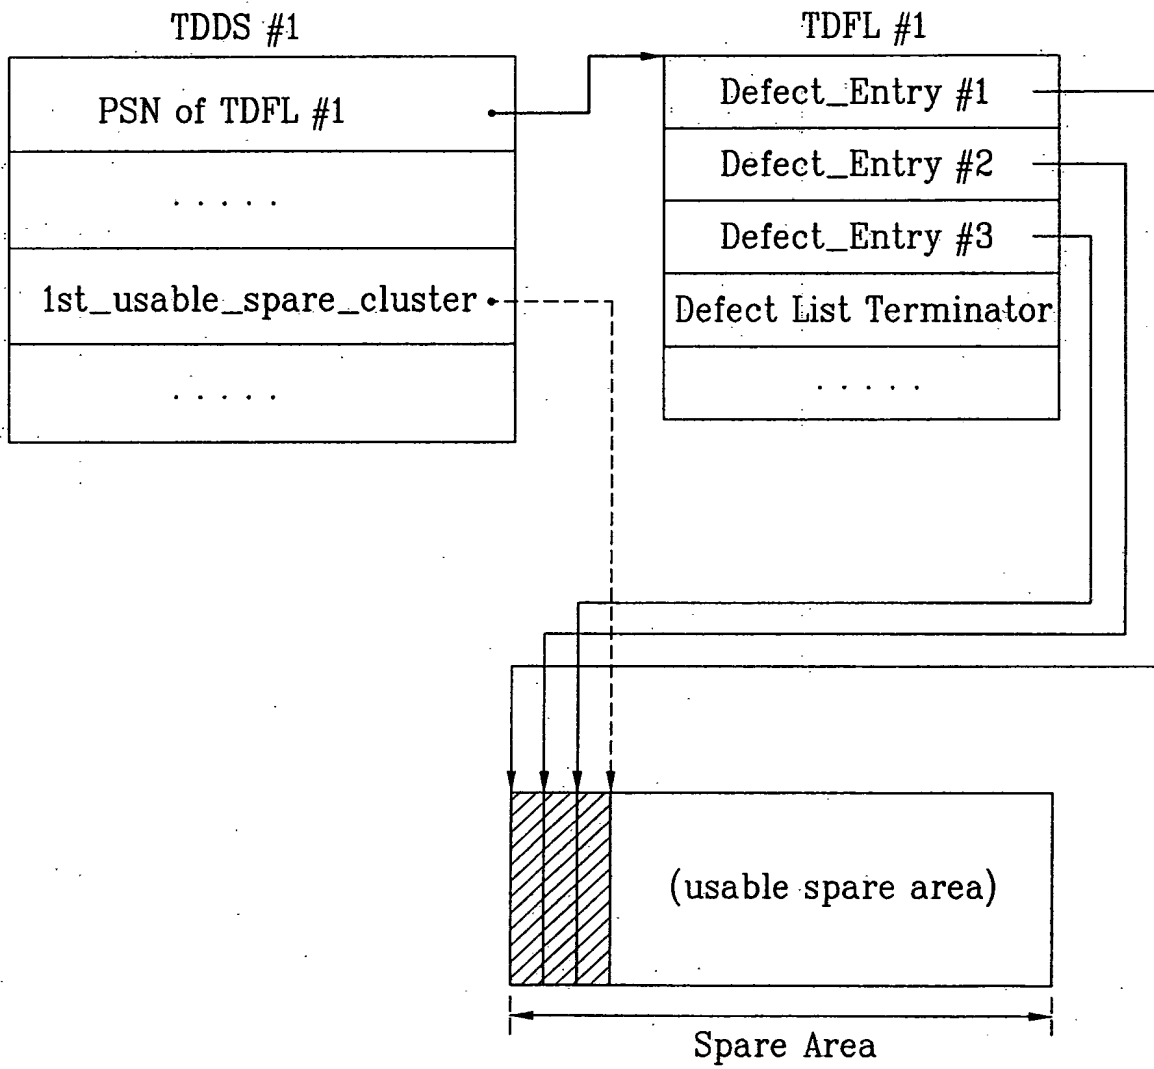 TDDS #1
PSN of TDFL #1
. . . . .
1st_usable_spare_cluster
. . . . .
TDFL #1
Defect_Entry #1
Defect_Entry #2
Defect_Entry #3
Defect List Terminator
. . . . .
(usable spare area)
Spare Area